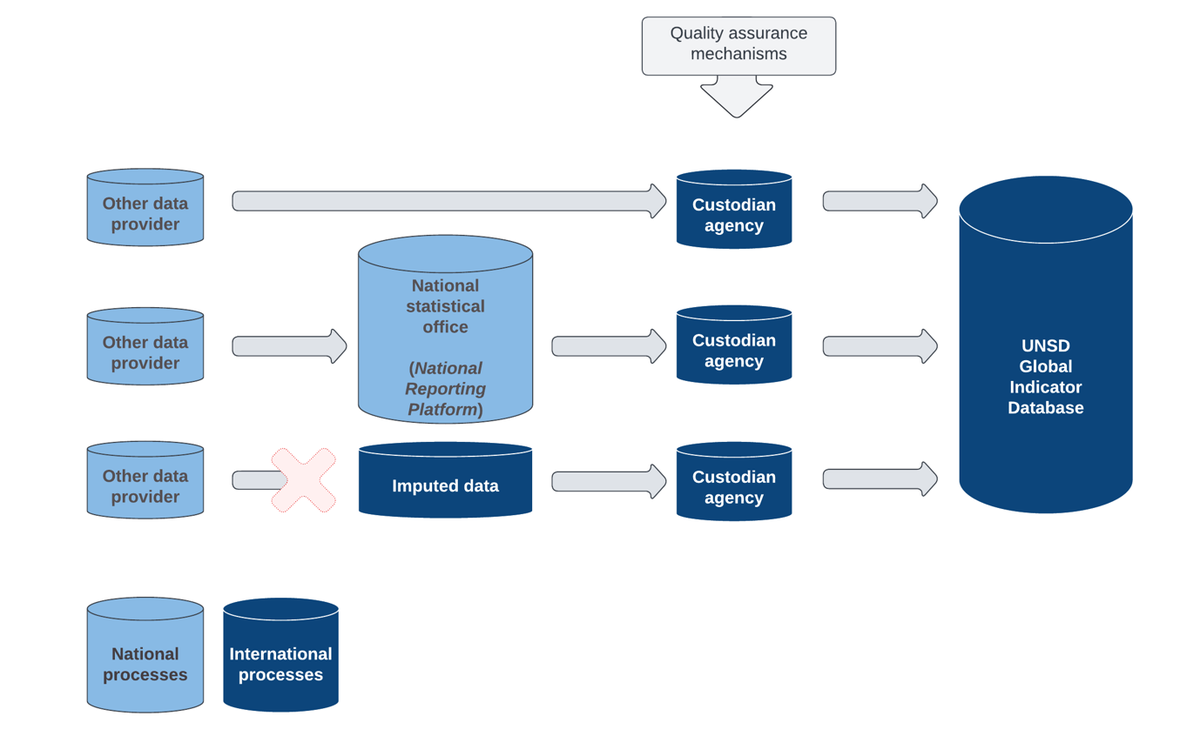 Quality assurance
mechanisms
Other data
provider
Custodian
agency
National
statistical
office
(National
Reporting
Platform)
Other data
provider
Custodian
agency
UNSD
Global
Indicator
Database
Other data
provider
Imputed data
Custodian
agency
National
processes
International
processes